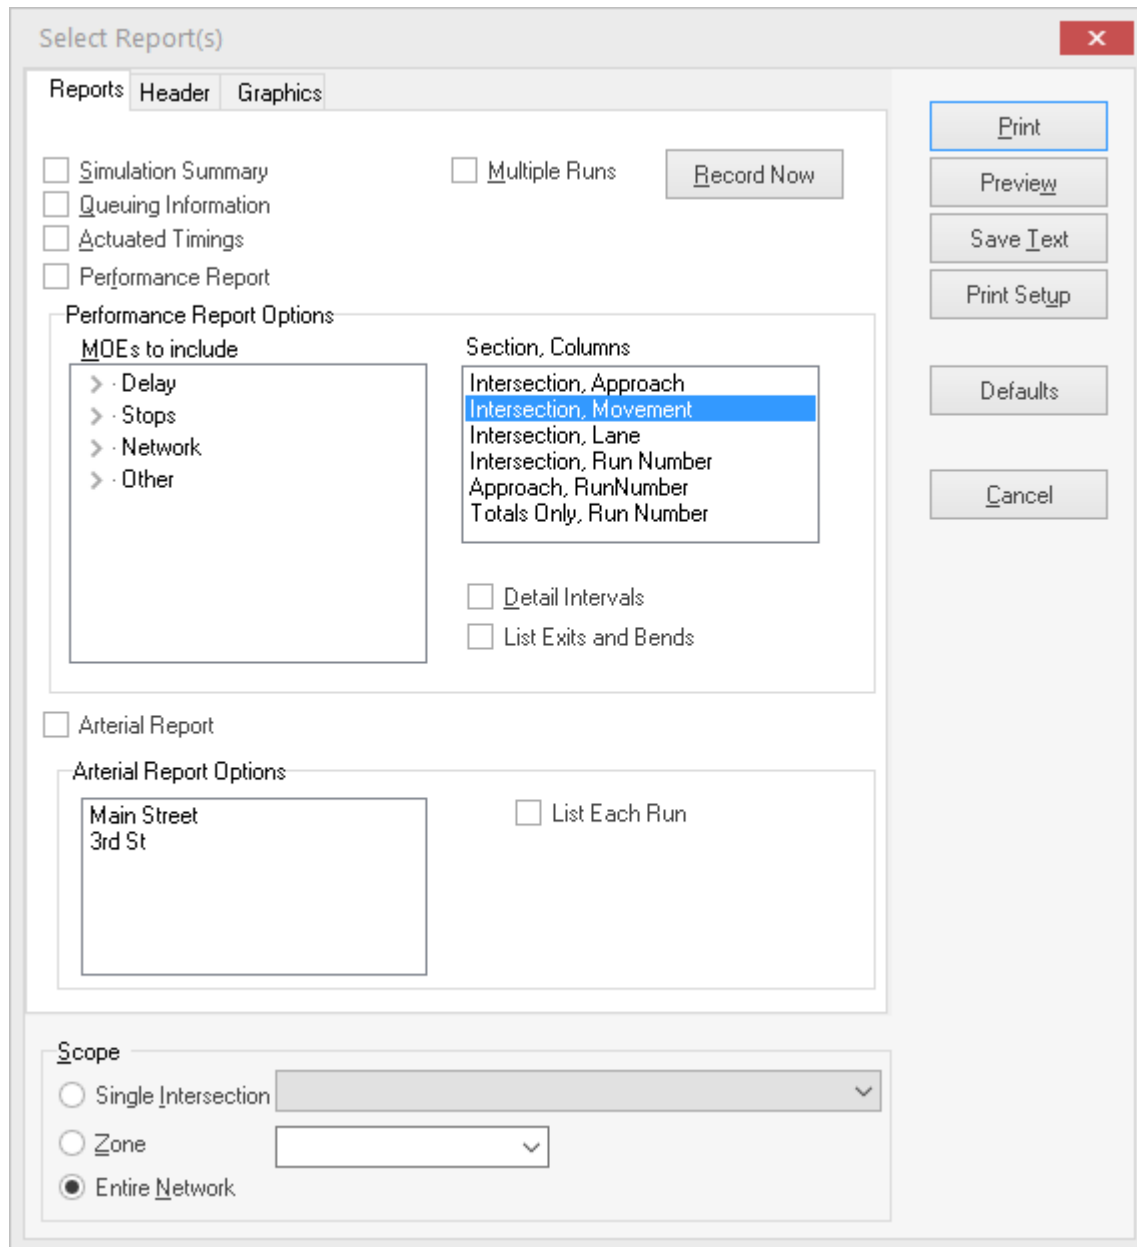 Select Report(s)
Reports Header Graphics
Simulation Summary
Queuing Information
Actuated Timings
Performance Report
Multiple Runs
Record Now
Performance Report Options
MOEs to include
Delay
Stops
Network
Other
Section, Columns
Intersection, Approach
Intersection, Movement
Intersection, Lane
Intersection, Run Number
Approach, RunNumber
Totals Only, Run Number
Detail Intervals
List Exits and Bends
Arterial Report
Arterial Report Options
Main Street
3rd St
List Each Run
Scope
Single Intersection
Zone
Entire Network
Print
Preview
Save Text
Print Setup
Defaults
Cancel